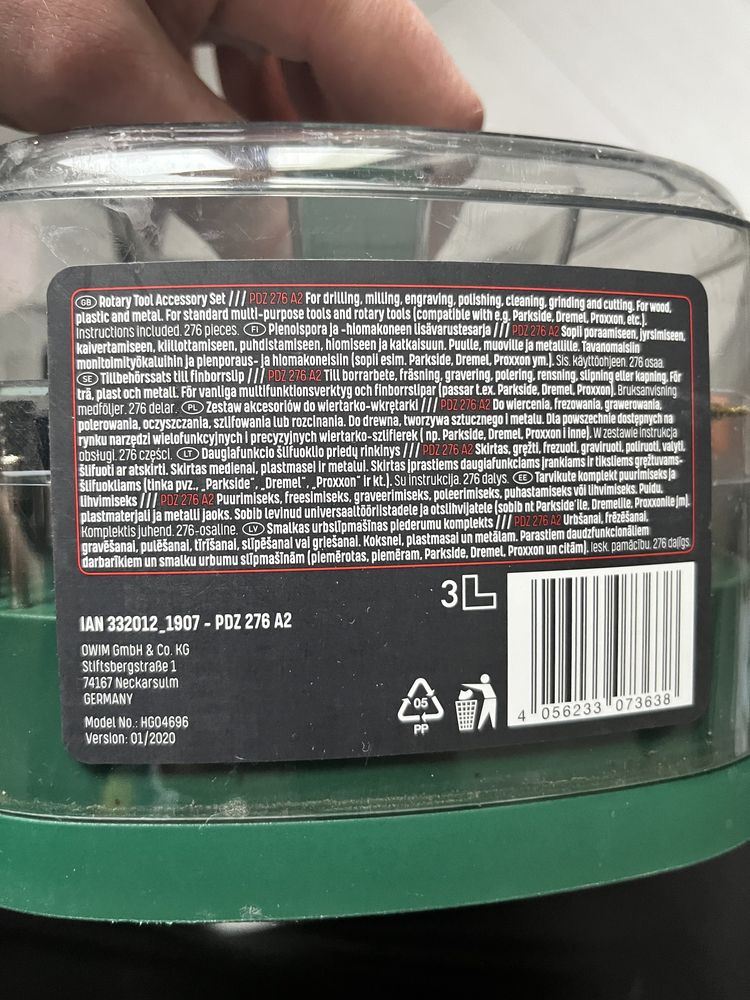 GB Rotary Tool Accessory Set /// PDZ 276 A2 For drilling, milling, engraving, polishing, cleaning, grinding and cutting. For wood,
plastic and metal. For standard multi-purpose tools and rotary tools (compatible with e.g. Parkside, Dremel, Proxxon, etc.).
Instructions included. 276 pieces. FI Pienoispora ja -hiomakoneen lisävarustesarja /// PDZ 276 A2 Sopii poraamiseen, jyrsimiseen,
kaivertamiseen, kiillottamiseen, puhdistamiseen, hiomiseen ja katkaisuun. Puulle, muoville ja metallille. Tavanomaisiin
monitoimityökaluihin ja pienporaus- ja hiomakoneisiin (sopii esim. Parkside, Dremel, Proxxon ym.). Sis. käyttöohjeen. 276 osaa.
SE Tillbehörssats till finborrslip /// PDZ 276 A2 Till borrarbete, fräsning, gravering, polering, rensning, slipning eller kapning. För
trä, plast och metall. För vanliga multifunktionsverktyg och finborrslipar (passar t.ex. Parkside, Dremel, Proxxon). Bruksanvisning
medföljer. 276 delar. PL Zestaw akcesoriów do wiertarko-wkrętarki /// PDZ 276 A2 Do wiercenia, frezowania, grawerowania,
polerowania, oczyszczania, szlifowania lub rozcinania. Do drewna, tworzywa sztucznego i metalu. Dla powszechnie dostępnych na
rynku narzędzi wielofunkcyjnych i precyzyjnych wiertarko-szlifierek ( np. Parkside, Dremel, Proxxon i inne). W zestawie instrukcja
obsługi. 276 części. LT Daugiafunkcio šlifuoklio priedų rinkinys /// PDZ 276 A2 Skirtas, gręžti, frezuoti, graviruoti, poliruoti, valyti,
šlifuoti ar atskirti. Skirtas medienai, plastmasei ir metalui. Skirtas įprastiems daugiafunkciams įrankiams ir tiksliems gręžtuvams-
šlifuokliams (tinka pvz., „Parkside“, „Dremel“, „Proxxon“ ir kt.). Su instrukcija. 276 dalys. EE Tarvikute komplekt puurimiseks ja
lihvimiseks /// PDZ 276 A2 Puurimiseks, freesimiseks, graveerimiseks, poleerimiseks, puhastamiseks või lihvimiseks. Puidu,
plastmaterjali ja metalli jaoks. Sobib levinud universaaltööriistadele ja otslihvijatele (sobib nt Parkside'ile, Dremelile, Proxxonile jm).
Komplektis juhend. 276-osaline. LV Smalkas urbslīpmašīnas piederumu komplekts /// PDZ 276 A2 Urbšanai, frēzēšanai,
gravēšanai, pulēšanai, tīrīšanai, slīpēšanai vai griešanai. Koksnei, plastmasai un metālam. Parastiem daudzfunkcionāliem
darbarīkiem un smalku urbumu slīpmašīnām (piemērotas, piemēram, Parkside, Dremel, Proxxon un citām). Iesk. pamācību. 276 daļīgs.
3L
IAN 332012_1907 - PDZ 276 A2
OWIM GmbH & Co. KG
Stiftsbergstraße 1
74167 Neckarsulm
GERMANY
Model No.: HG04696
Version: 01/2020
05
PP
4 056233 073638